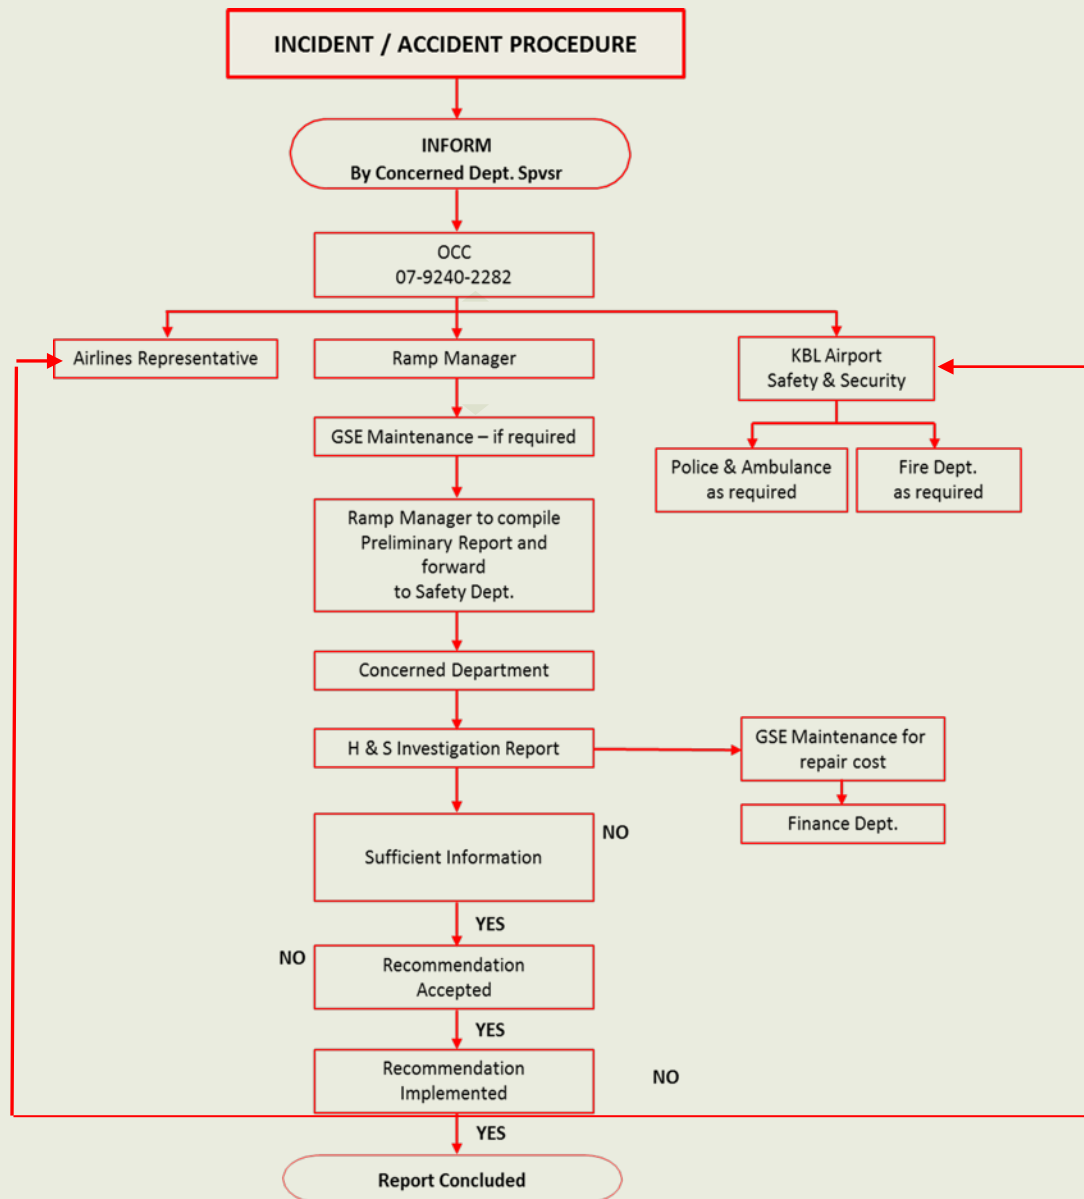 INCIDENT / ACCIDENT PROCEDURE
INFORM
By Concerned Dept. Spvsr
OCC
07-9240-2282
Airlines Representative
Ramp Manager
KBL Airport
Safety & Security
GSE Maintenance – if required
Police & Ambulance
as required
Fire Dept.
as required
Ramp Manager to compile
Preliminary Report and
forward
to Safety Dept.
Concerned Department
H & S Investigation Report
GSE Maintenance for
repair cost
Finance Dept.
Sufficient Information
NO
YES
NO
Recommendation
Accepted
YES
Recommendation
Implemented
NO
YES
Report Concluded